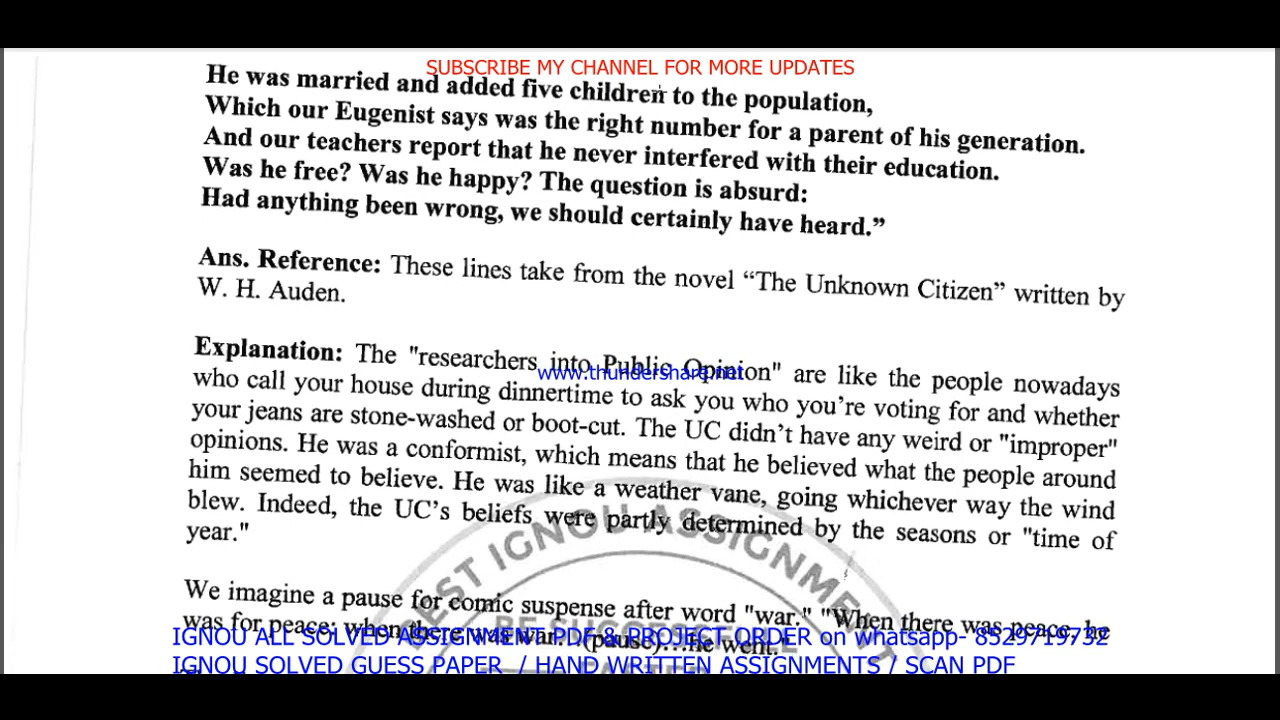 SUBSCRIBE MY CHANNEL FOR MORE UPDATES
He was married and added five children to the population,
Which our Eugenist says was the right number for a parent of his generation.
And our teachers report that he never interfered with their education.
Was he free? Was he happy? The question is absurd:
Had anything been wrong, we should certainly have heard.”
Ans. Reference: These lines take from the novel “The Unknown Citizen” written by
W. H. Auden.
Explanation: The "researchers into Public Opinion" are like the people nowadays
www.thundershare.net
who call your house during dinnertime to ask you who you’re voting for and whether
your jeans are stone-washed or boot-cut. The UC didn’t have any weird or "improper"
opinions. He was a conformist, which means that he believed what the people around
him seemed to believe. He was like a weather vane, going whichever way the wind
blew. Indeed, the UC’s beliefs were partly determined by the seasons or "time of
year."
BEST IGNOU ASSIGNMENT
We imagine a pause for comic suspense after word "war." "When there was peace, he
was for peace; when there was war…(pause)…he went."
IGNOU ALL SOLVED ASSIGNMENT PDF & PROJECT ORDER on whatsapp- 8529719732
IGNOU SOLVED GUESS PAPER / HAND WRITTEN ASSIGNMENTS / SCAN PDF